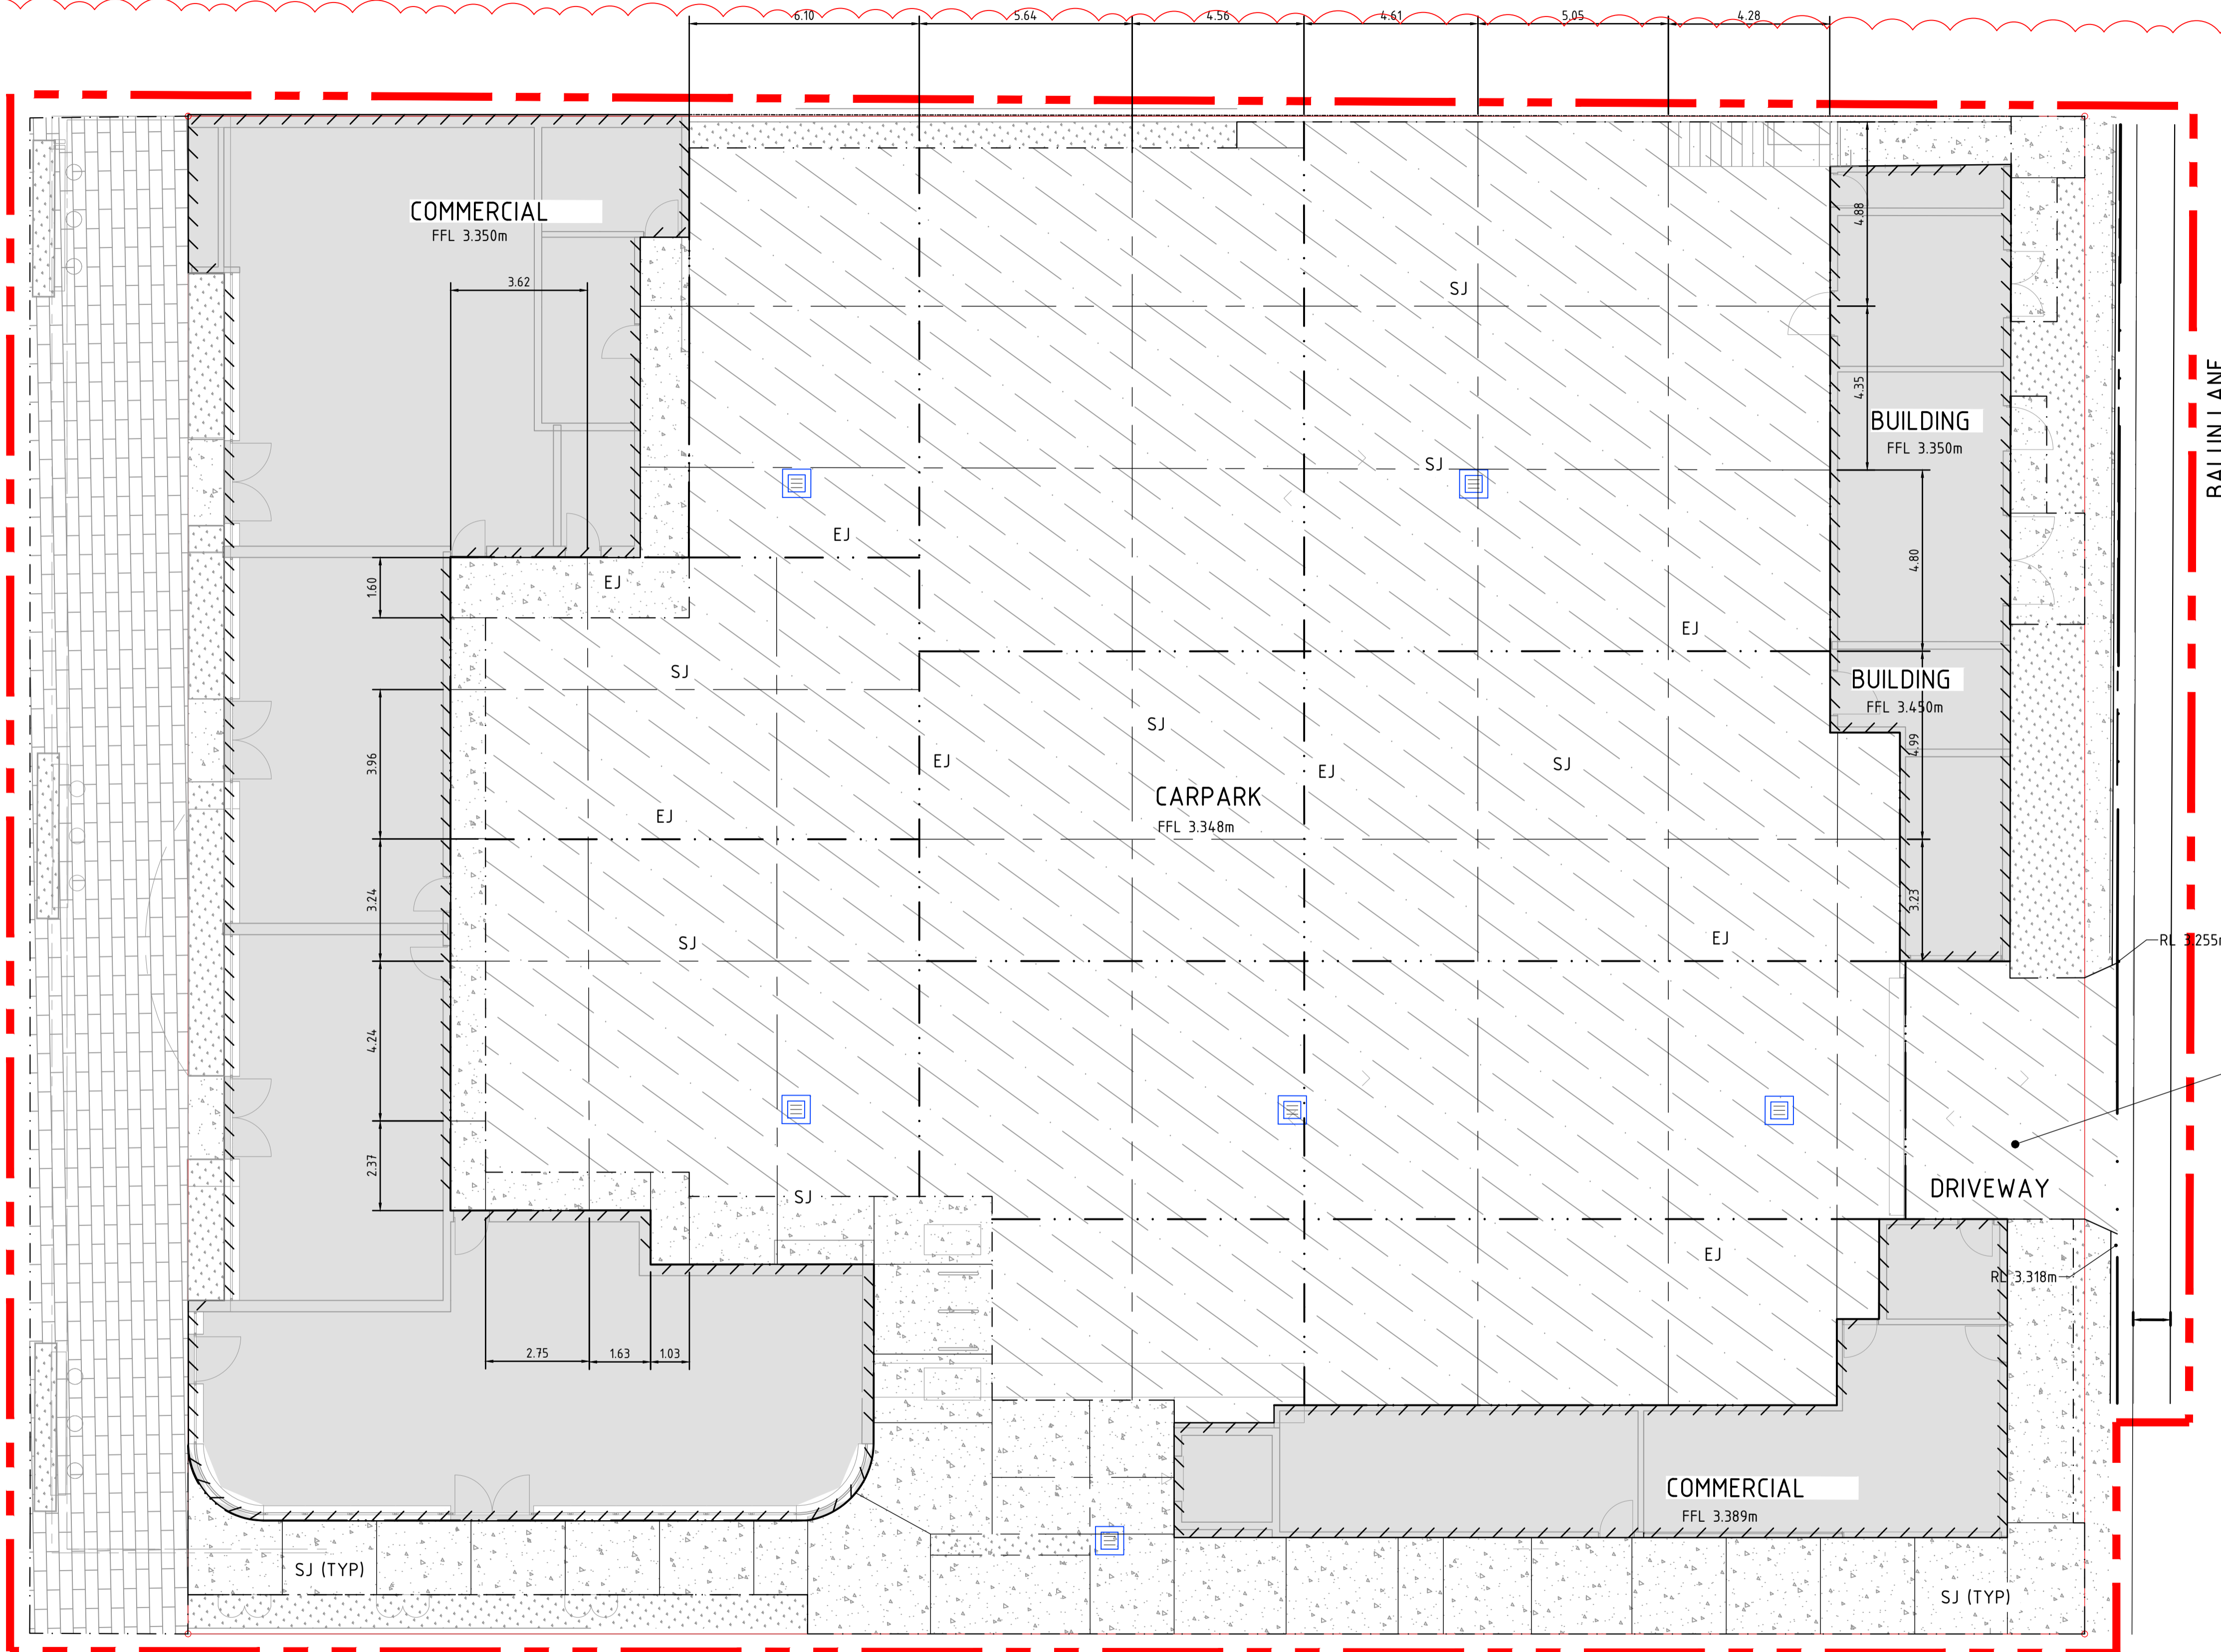 6.10
5.64
4.56
4.61
5.05
4.28
COMMERCIAL
FFL 3.350m
3.62
SJ
4.88
4.35
BUILDING
FFL 3.350m
SJ
EJ
EJ
1.60
4.80
EJ
SJ
BUILDING
FFL 3.450m
4.99
3.96
SJ
EJ
EJ
SJ
CARPARK
FFL 3.348m
EJ
3.24
3.23
SJ
EJ
RL 3.255m
4.24
2.37
SJ
DRIVEWAY
EJ
RL 3.318m
2.75
1.63
1.03
COMMERCIAL
FFL 3.389m
SJ (TYP)
SJ (TYP)